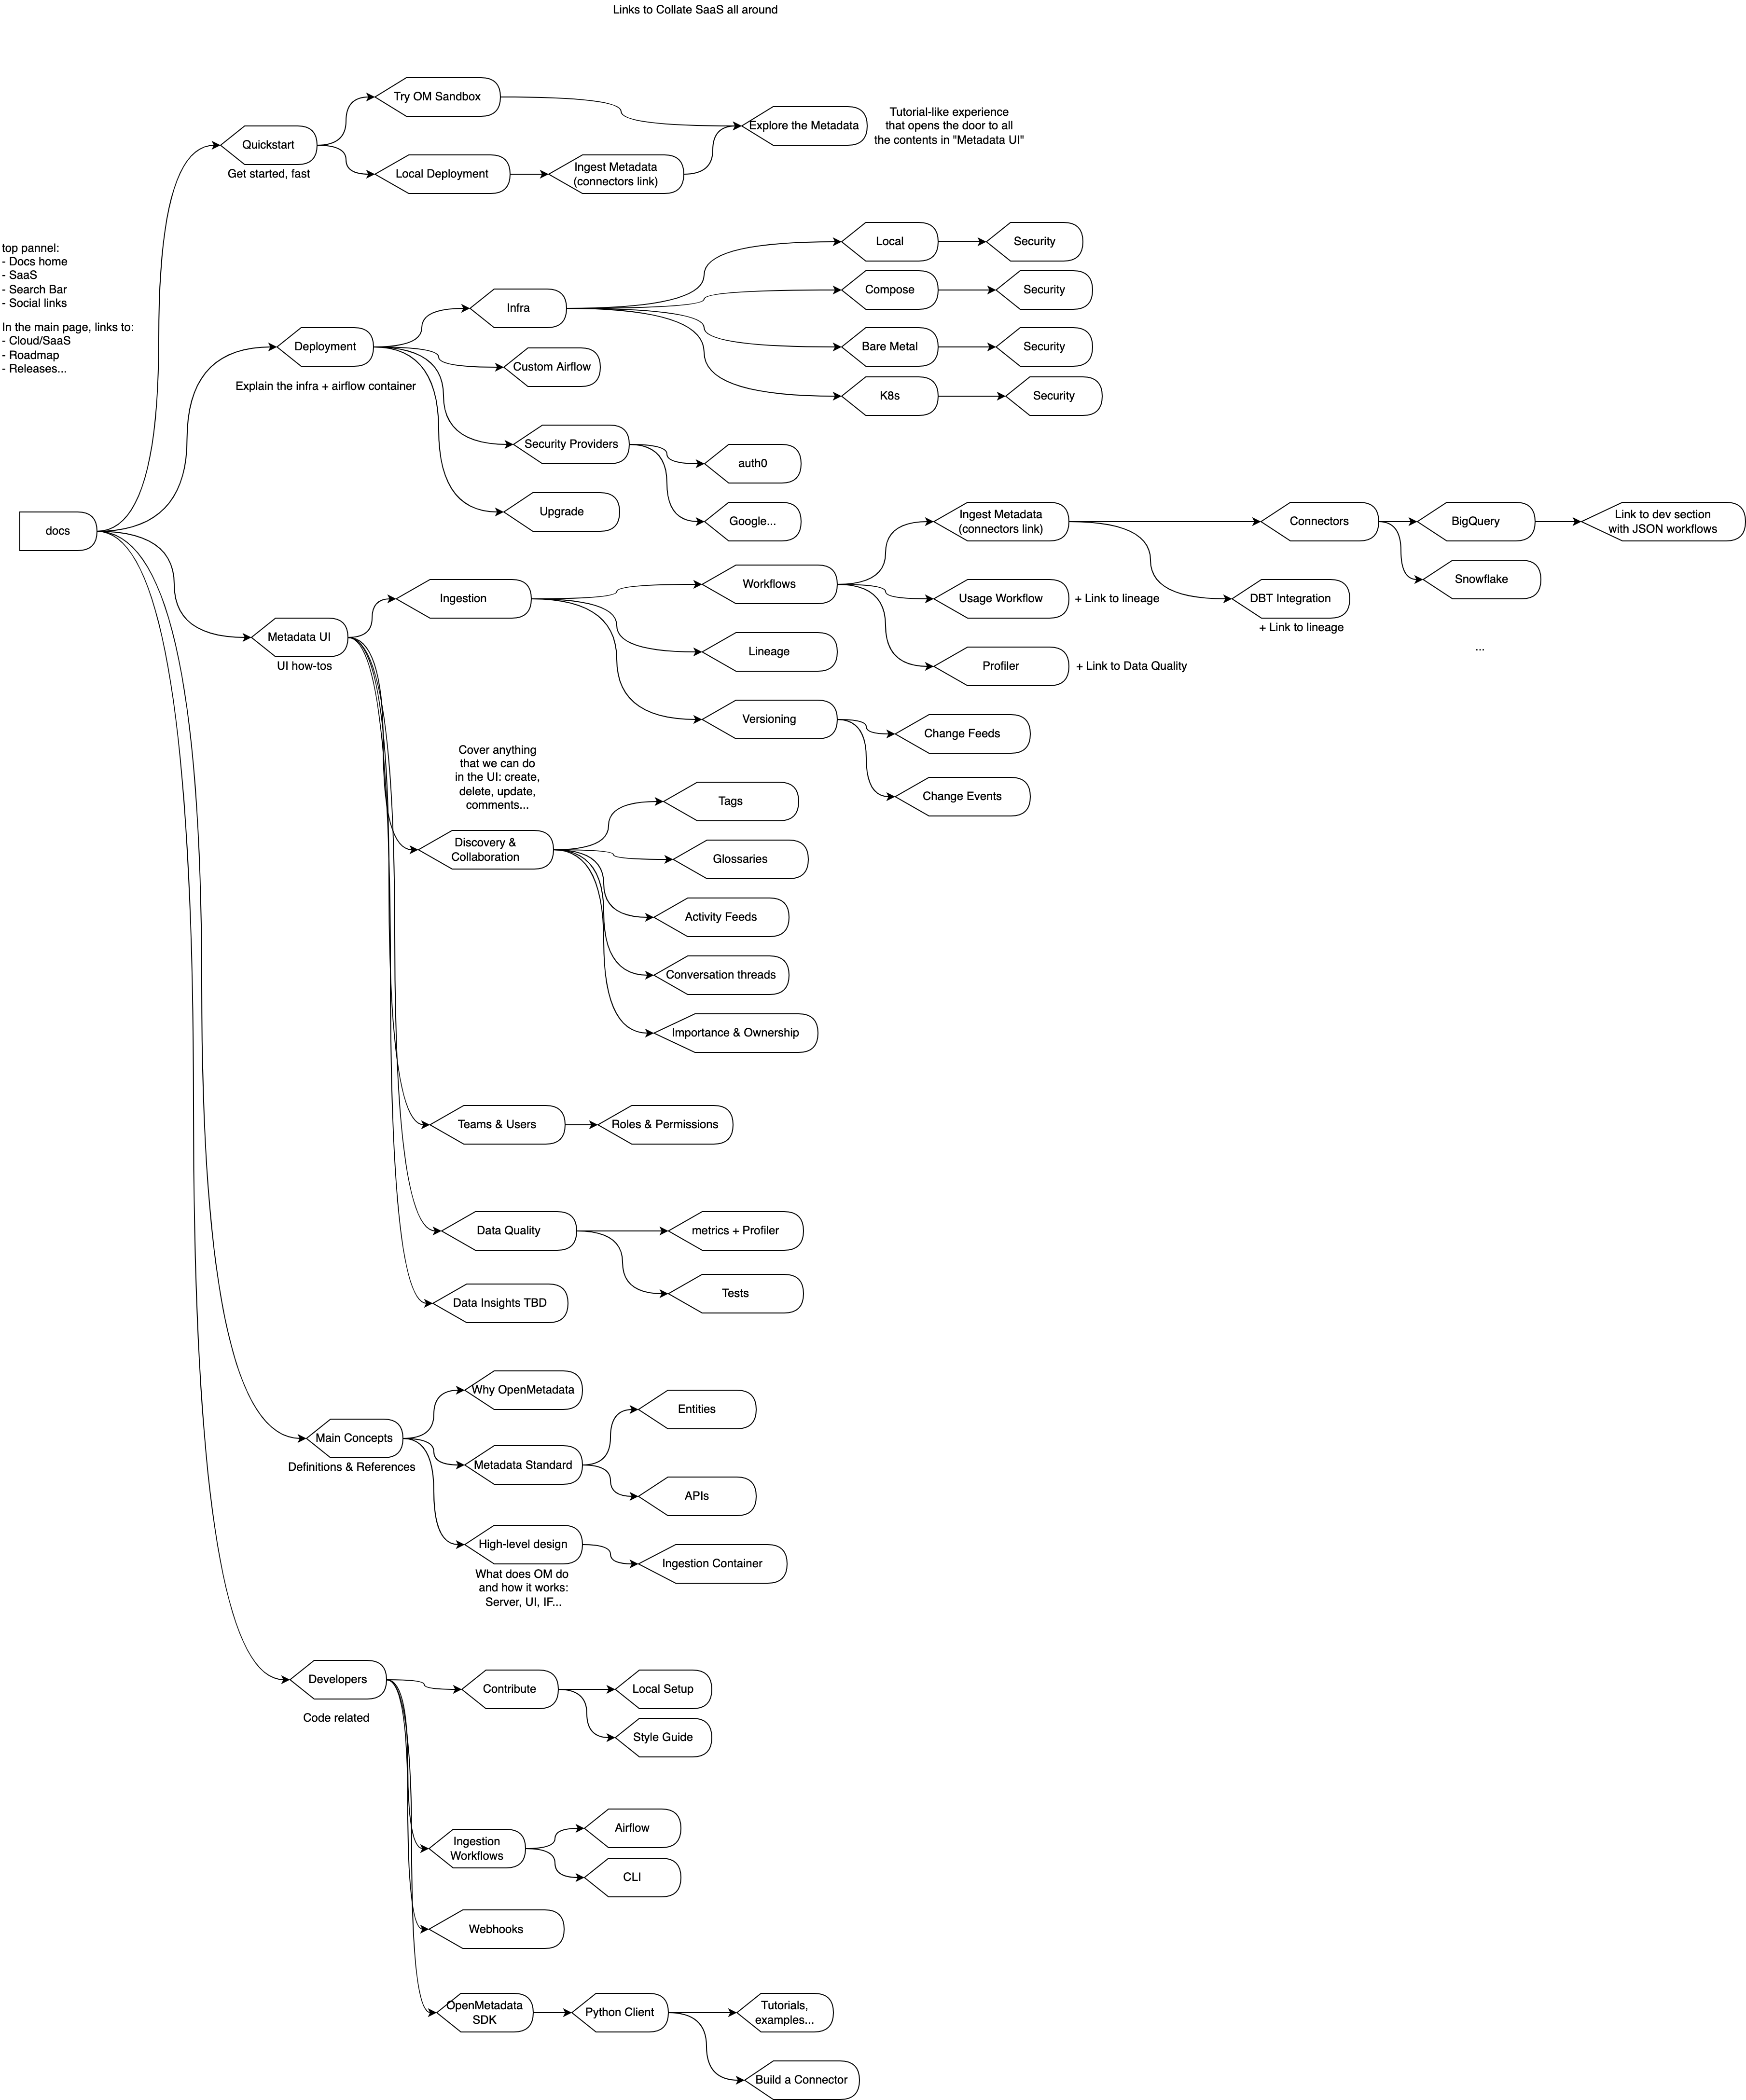 Links to Collate SaaS all around
Try OM Sandbox
Explore the Metadata
Tutorial-like experience
that opens the door to all
the contents in "Metadata UI"
Quickstart
Get started, fast
Local Deployment
Ingest Metadata
(connectors link)
top pannel:
- Docs home
- SaaS
- Search Bar
- Social links
In the main page, links to:
- Cloud/SaaS
- Roadmap
- Releases...
Local
Security
Compose
Security
Infra
Bare Metal
Security
Deployment
Explain the infra + airflow container
Custom Airflow
K8s
Security
Security Providers
auth0
Google...
Upgrade
docs
Ingest Metadata
(connectors link)
Connectors
BigQuery
Link to dev section
with JSON workflows
Snowflake
...
Ingestion
Workflows
Usage Workflow
+ Link to lineage
DBT Integration
+ Link to lineage
Metadata UI
UI how-tos
Lineage
Profiler
+ Link to Data Quality
Versioning
Change Feeds
Change Events
Cover anything
that we can do
in the UI: create,
delete, update,
comments...
Discovery &
Collaboration
Tags
Glossaries
Activity Feeds
Conversation threads
Importance & Ownership
Teams & Users
Roles & Permissions
Data Quality
metrics + Profiler
Tests
Data Insights TBD
Why OpenMetadata
Main Concepts
Definitions & References
Metadata Standard
Entities
APIs
High-level design
What does OM do
and how it works:
Server, UI, IF...
Ingestion Container
Developers
Code related
Contribute
Local Setup
Style Guide
Ingestion
Workflows
Airflow
CLI
Webhooks
OpenMetadata
SDK
Python Client
Tutorials,
examples...
Build a Connector